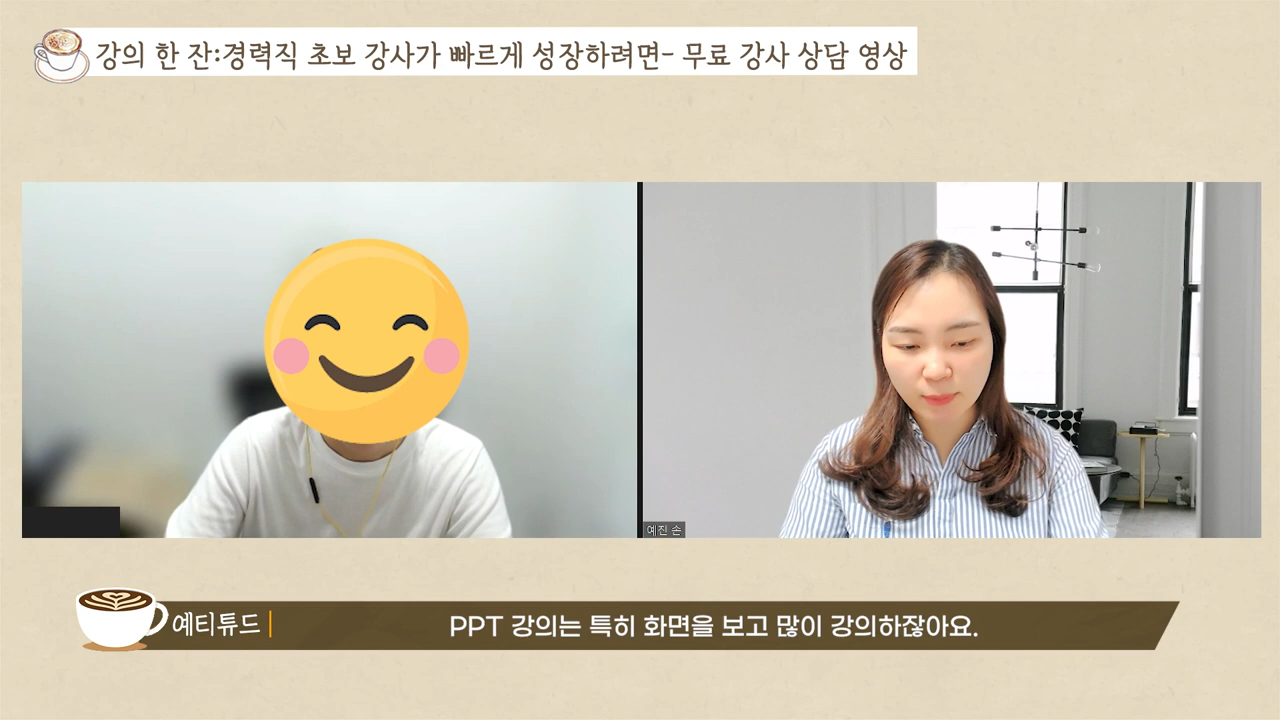 강의 한 잔:경력직 초보 강사가 빠르게 성장하려면- 무료 강사 상담 영상
예진 손
예티튜드
PPT 강의는 특히 화면을 보고 많이 강의하잖아요.